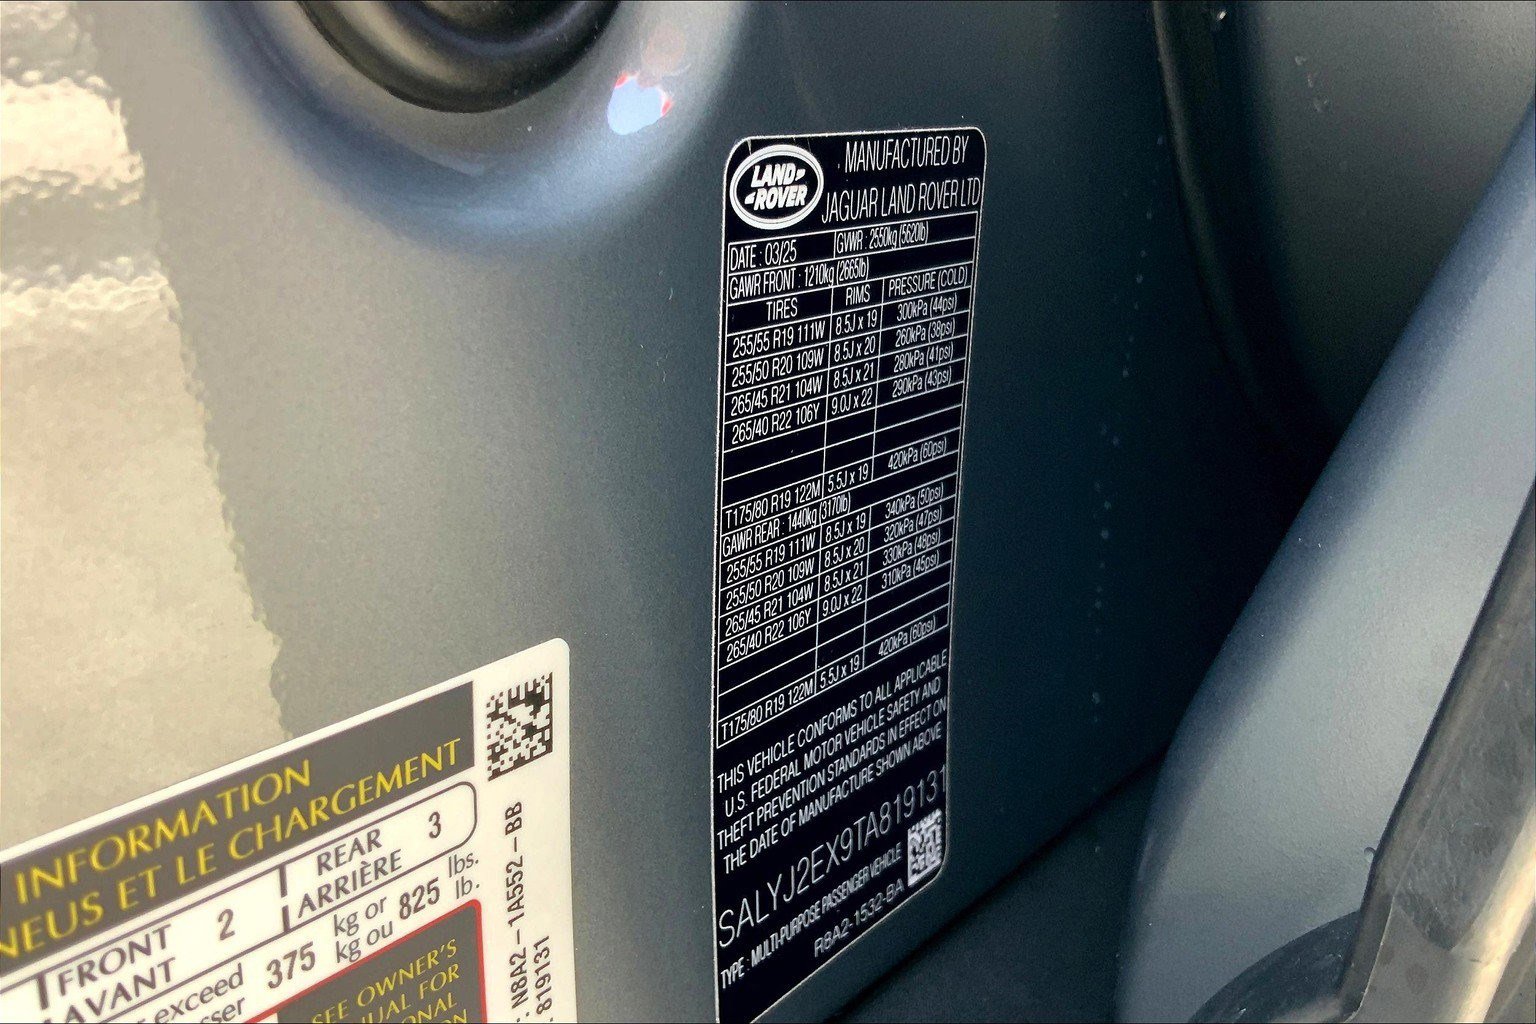 LAND
ROVER
MANUFACTURED BY
JAGUAR LAND ROVER LTD
DATE : 03/25 GVWR : 2550kg (5620lb)
GAWR FRONT : 1210kg (2665lb)
TIRES RIMS PRESSURE (COLD)
255/55 R19 111W 8.5J x 19 300kPa (44psi)
255/50 R20 109W 8.5J x 20 260kPa (38psi)
265/45 R21 104W 8.5J x 21 280kPa (41psi)
265/40 R22 106Y 9.0J x 22 290kPa (43psi)
T175/80 R19 122M 5.5J x 19 420kPa (60psi)
GAWR REAR : 1440kg (3170lb)
255/55 R19 111W 8.5J x 19 340kPa (50psi)
255/50 R20 109W 8.5J x 20 320kPa (47psi)
265/45 R21 104W 8.5J x 21 330kPa (48psi)
265/40 R22 106Y 9.0J x 22 310kPa (45psi)
T175/80 R19 122M 5.5J x 19 420kPa (60psi)
THIS VEHICLE CONFORMS TO ALL APPLICABLE
U.S. FEDERAL MOTOR VEHICLE SAFETY AND
THEFT PREVENTION STANDARDS IN EFFECT ON
THE DATE OF MANUFACTURE SHOWN ABOVE
SALYJ2EX9TA819131
TYPE : MULTI-PURPOSE PASSENGER VEHICLE
R8A2-1532-BA
INFORMATION
NEUS ET LE CHARGEMENT
FRONT 2 REAR 3
AVANT ARRIÈRE
exceed 375 kg or 825 lbs.
sser kg ou lb.
SEE OWNER'S
UAL FOR
ONAL
ON
: N8A2-1A552-BB
819131